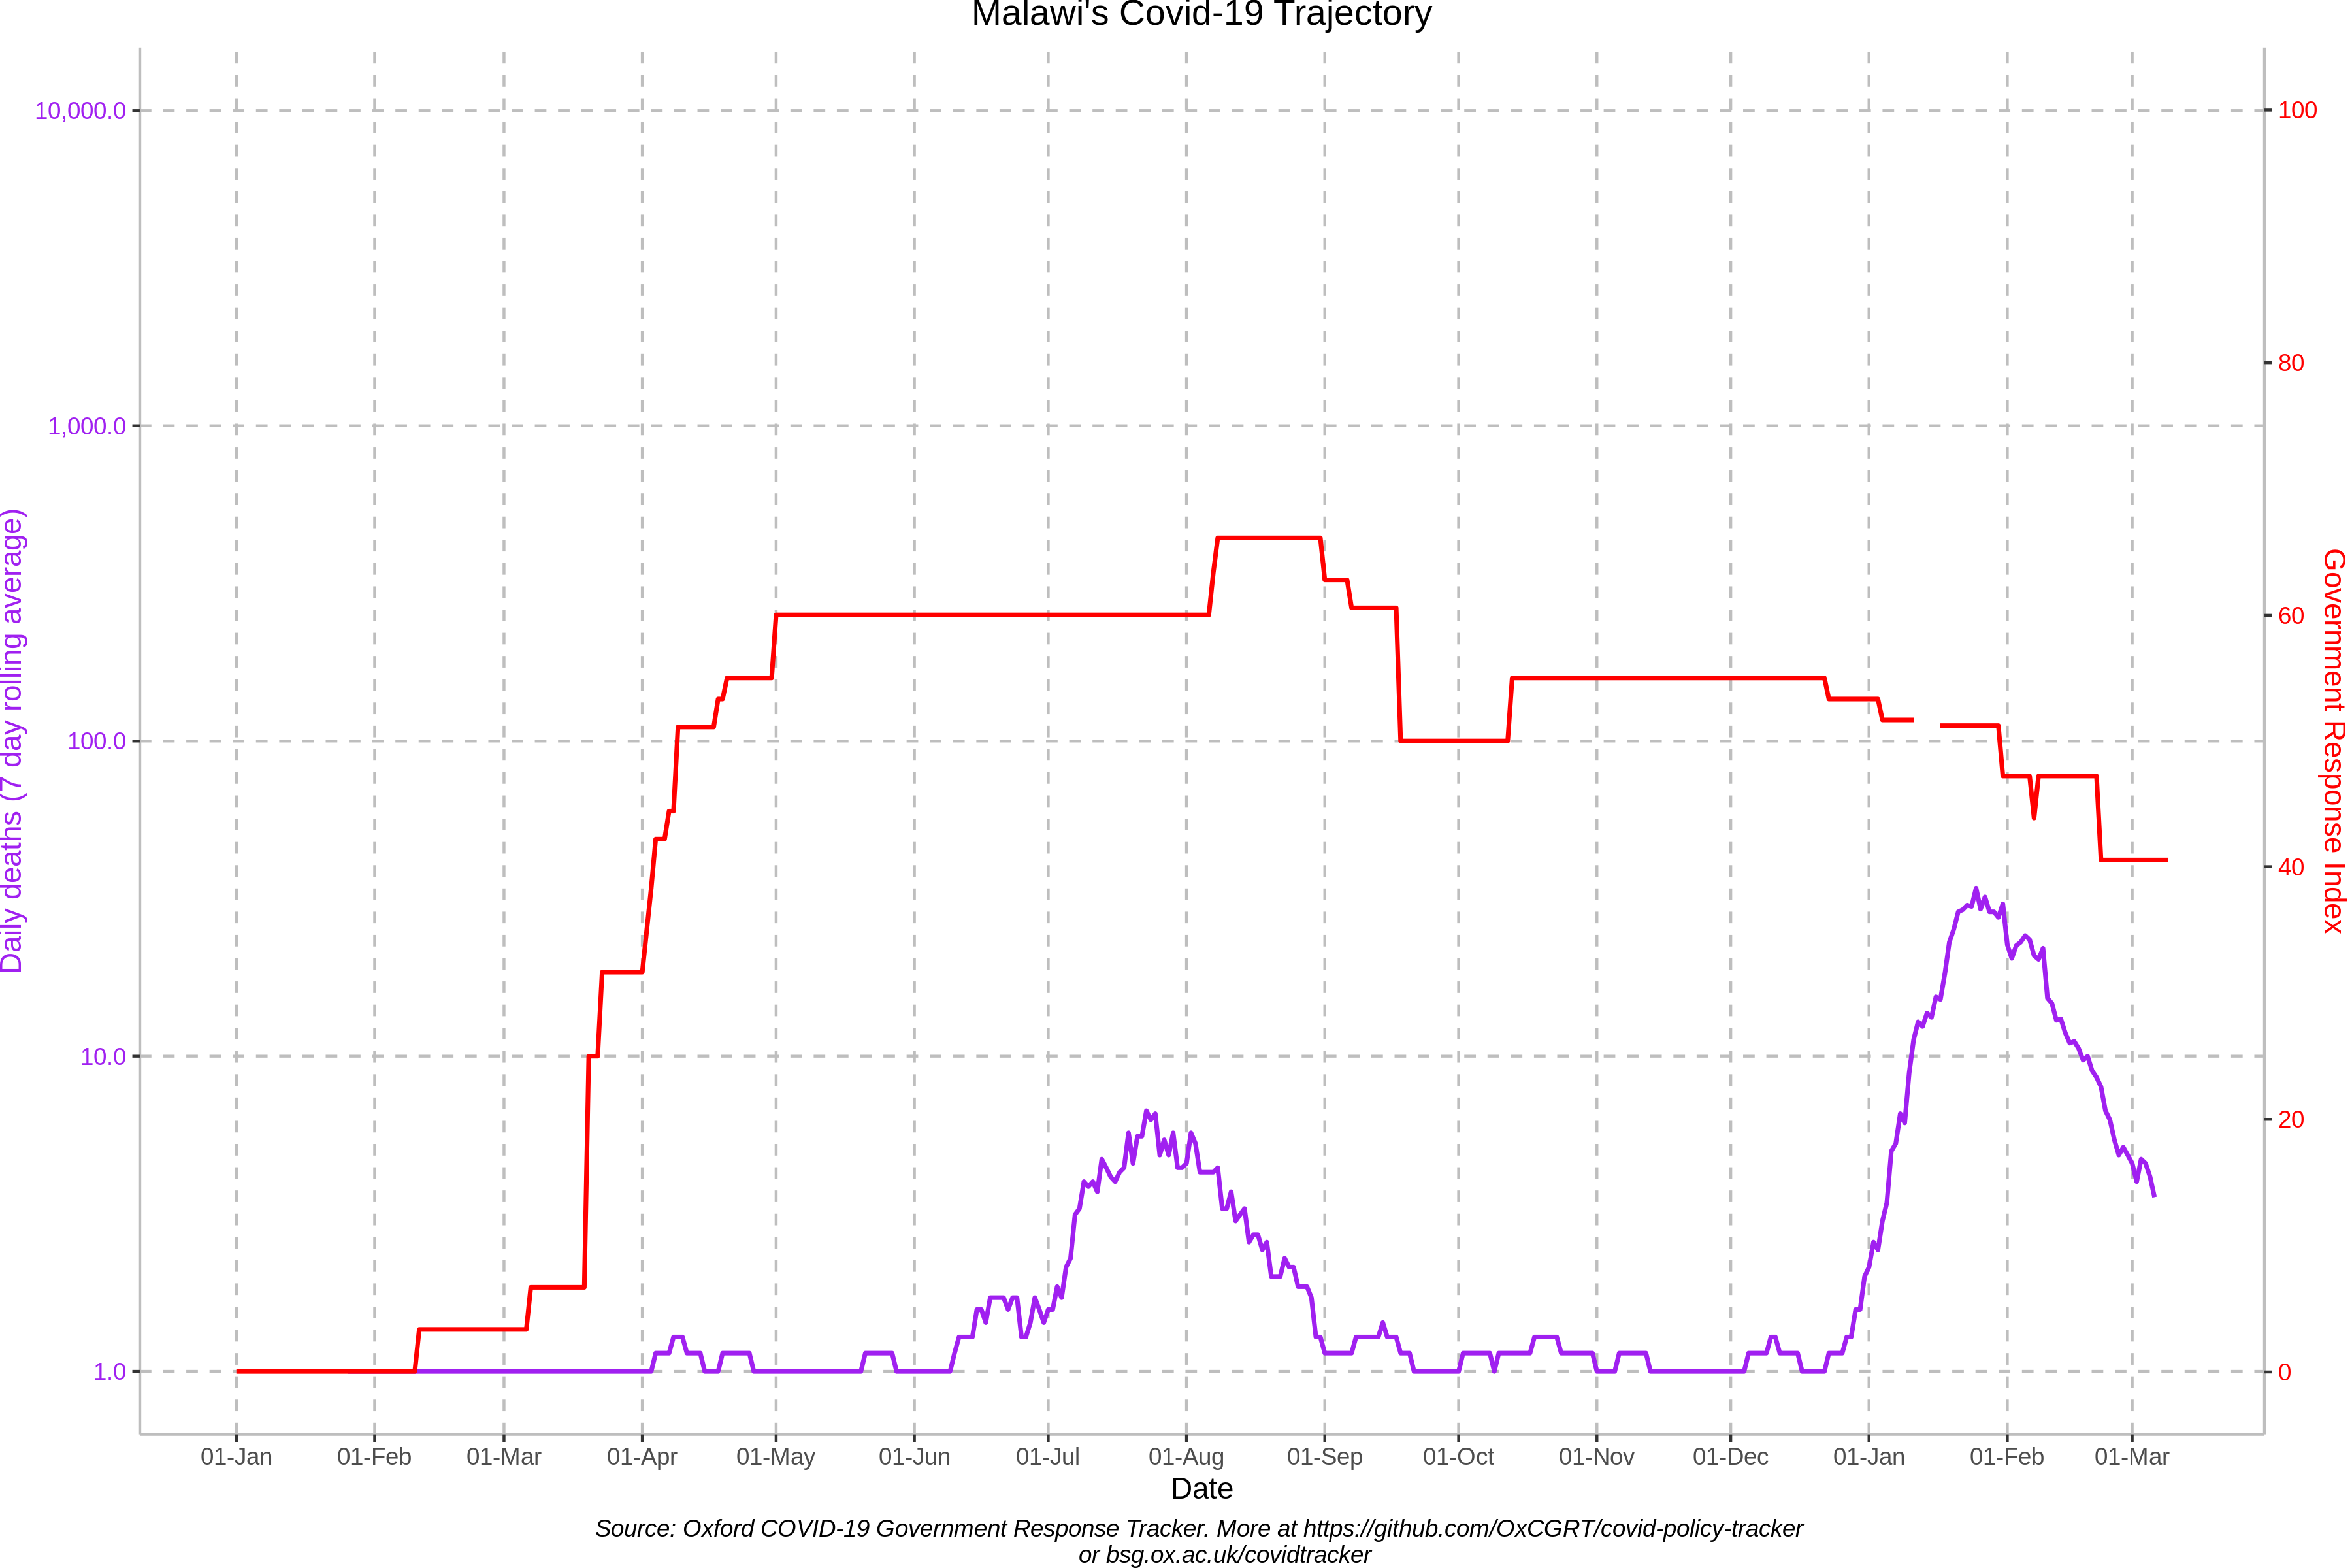 Malawi's Covid-19 Trajectory
10,000.0
1,000.0
100.0
10.0
1.0
Daily deaths (7 day rolling average)
100
80
60
40
20
0
Government Response Index
01-Jan 01-Feb 01-Mar 01-Apr 01-May 01-Jun 01-Jul 01-Aug 01-Sep 01-Oct 01-Nov 01-Dec 01-Jan 01-Feb 01-Mar
Date
Source: Oxford COVID-19 Government Response Tracker. More at https://github.com/OxCGRT/covid-policy-tracker
or bsg.ox.ac.uk/covidtracker